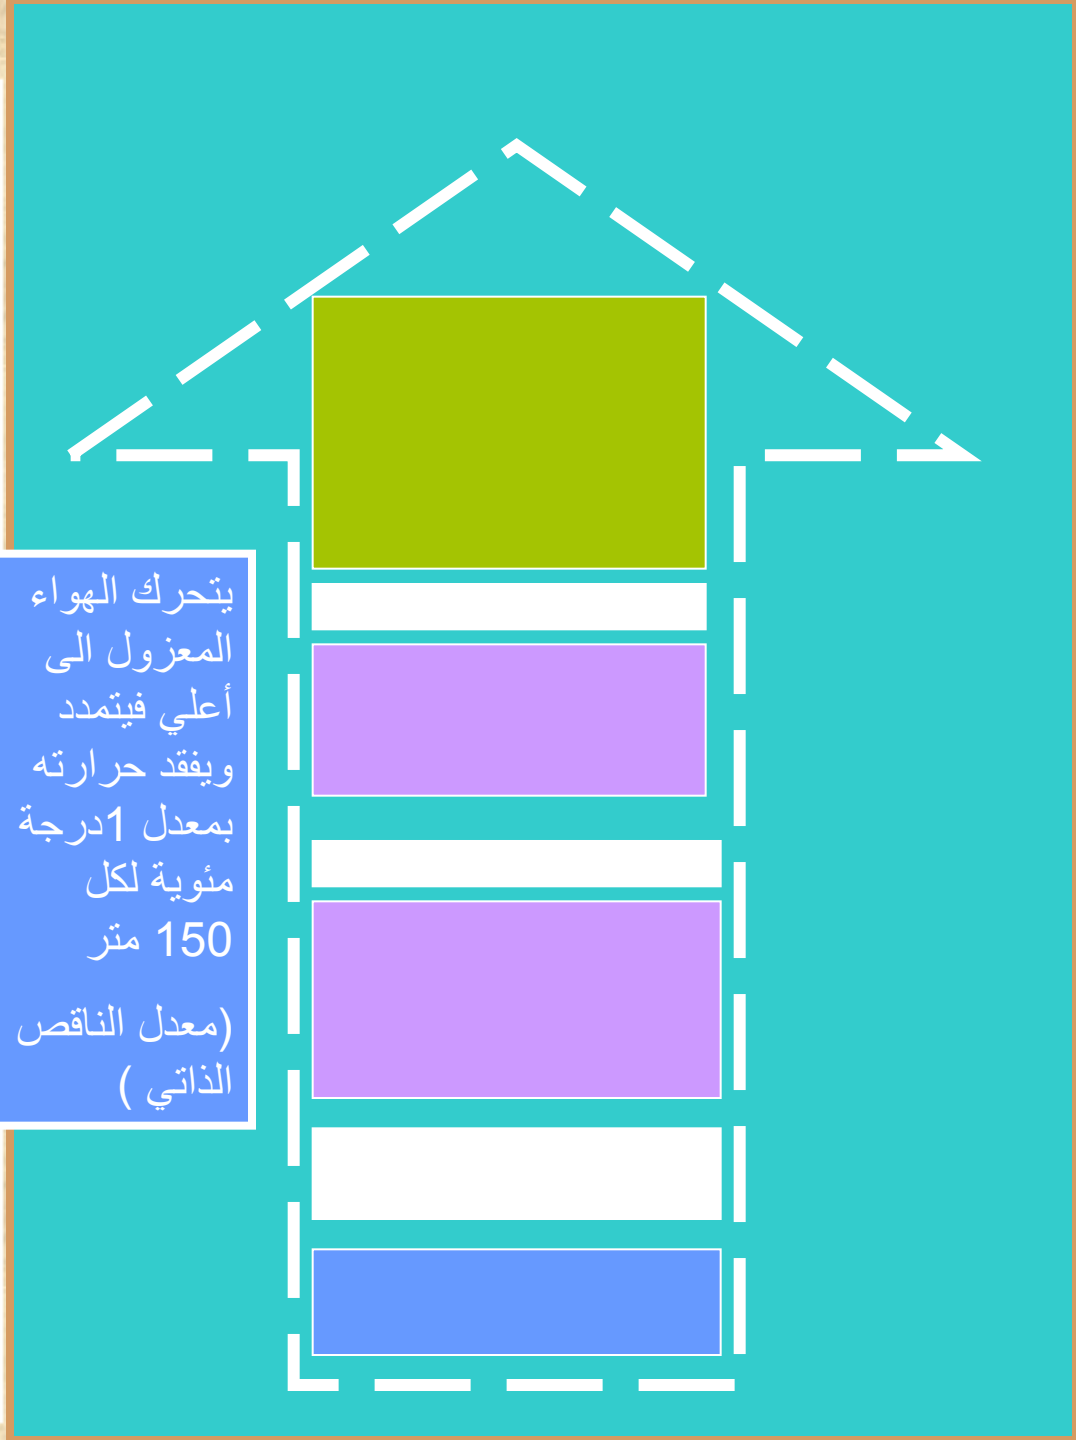 يتحرك الهواء
المعزول الى
أعلي فيتمدد
ويفقد حرارته
بمعدل 1درجة
مئوية لكل
150 متر
(معدل الناقص
الذاتي )